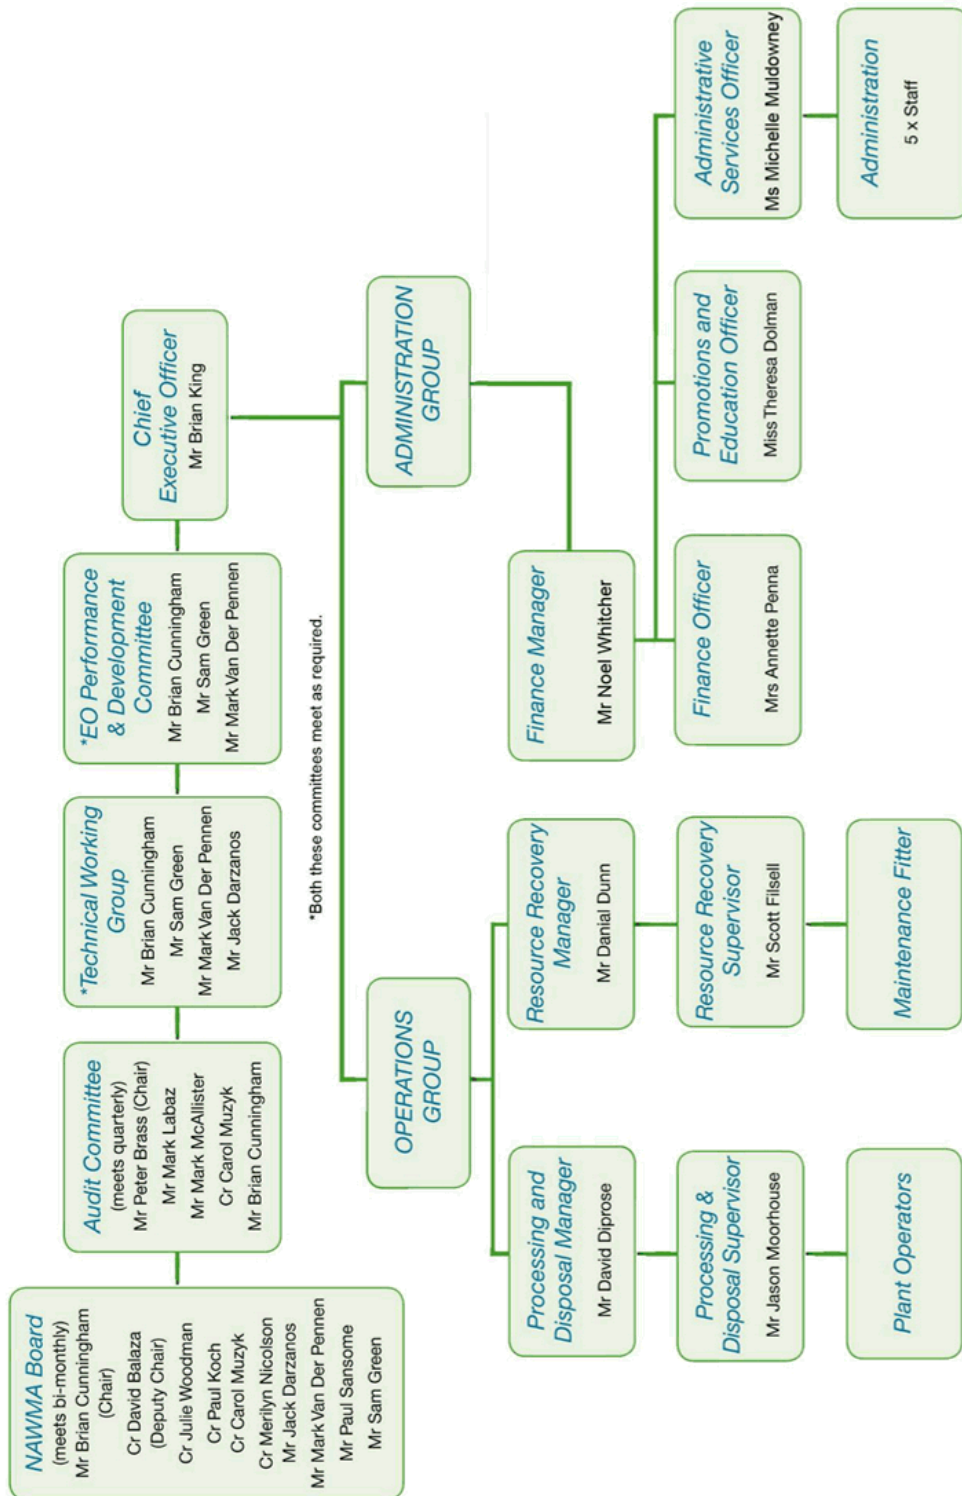 NAWMA Board
(meets bi-monthly)
Mr Brian Cunningham
(Chair)
Cr David Balaza
(Deputy Chair)
Cr Julie Woodman
Cr Paul Koch
Cr Carol Muzyk
Cr Merilyn Nicolson
Mr Jack Darzanos
Mr Mark Van Der Pennen
Mr Paul Sansome
Mr Sam Green
Audit Committee
(meets quarterly)
Mr Peter Brass (Chair)
Mr Mark Labaz
Mr Mark McAllister
Cr Carol Muzyk
Mr Brian Cunningham
*Technical Working
Group
Mr Brian Cunningham
Mr Sam Green
Mr Mark Van Der Pennen
Mr Jack Darzanos
*EO Performance
& Development
Committee
Mr Brian Cunningham
Mr Sam Green
Mr Mark Van Der Pennen
Chief
Executive Officer
Mr Brian King
*Both these committees meet as required.
OPERATIONS
GROUP
ADMINISTRATION
GROUP
Processing and
Disposal Manager
Mr David Diprose
Resource Recovery
Manager
Mr Danial Dunn
Finance Manager
Mr Noel Whitcher
Processing &
Disposal Supervisor
Mr Jason Moorhouse
Resource Recovery
Supervisor
Mr Scott Filsell
Finance Officer
Mrs Annette Penna
Promotions and
Education Officer
Miss Theresa Dolman
Administrative
Services Officer
Ms Michelle Muldowney
Plant Operators
Maintenance Fitter
Administration
5 x Staff